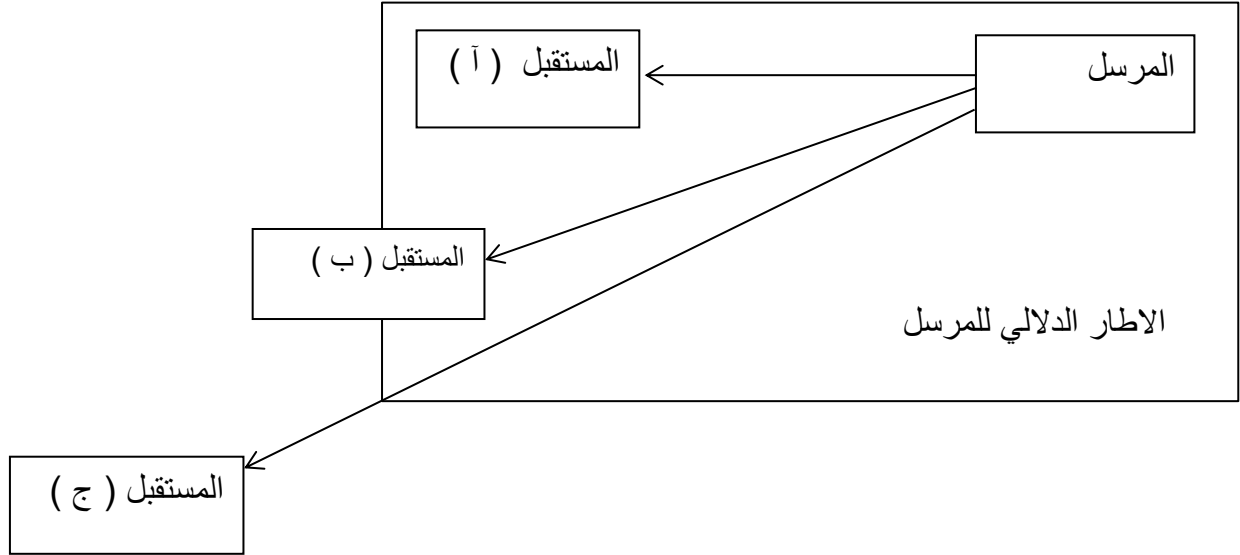 المرسل
المستقبل ( آ )
المستقبل ( ب )
الاطار الدلالي للمرسل
المستقبل ( ج )